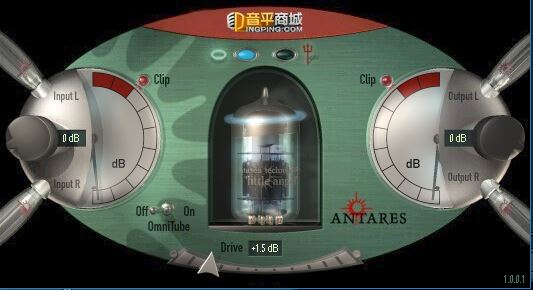 音平商城
INGPING.COM
Clip
Clip
Input L
Output L
0 dB
0 dB
dB
dB
Input R
Output R
Off
On
OmniTube
ANTARES
Drive
+1.5 dB
1.0.0.1